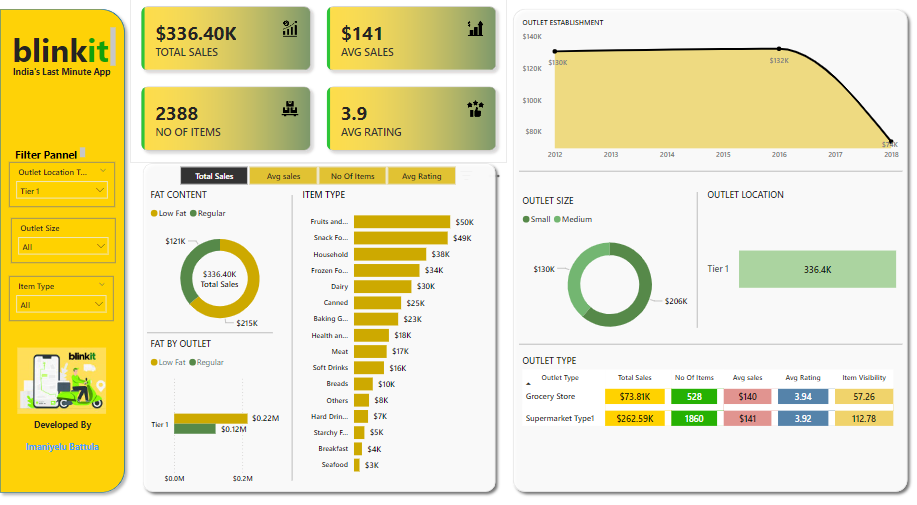 blinkit
India's Last Minute App
Filter Pannel
Outlet Location T...
Tier 1
Outlet Size
All
Item Type
All
blinkit
Developed By
Imaniyelu Battula
$336.40K
TOTAL SALES
$141
AVG SALES
2388
NO OF ITEMS
3.9
AVG RATING
Total Sales
Avg sales
No Of Items
Avg Rating
FAT CONTENT
Low Fat Regular
$121K
$336.40K
Total Sales
$215K
FAT BY OUTLET
Low Fat Regular
Tier 1
$0.22M
$0.12M
$0.0M $0.2M
ITEM TYPE
Fruits and... $50K
Snack Fo... $49K
Household $38K
Frozen Fo... $34K
Dairy $30K
Canned $25K
Baking G... $23K
Health an... $18K
Meat $17K
Soft Drinks $16K
Breads $10K
Others $8K
Hard Drin... $7K
Starchy F... $5K
Breakfast $4K
Seafood $3K
OUTLET ESTABLISHMENT
$140K
$120K
$100K
$80K
$130K
$132K
$74K
2012 2013 2014 2015 2016 2017 2018
OUTLET SIZE
Small Medium
$130K
$206K
OUTLET LOCATION
Tier 1 336.4K
OUTLET TYPE
Outlet Type Total Sales No Of Items Avg sales Avg Rating Item Visibility
Grocery Store $73.81K 528 $140 3.94 57.26
Supermarket Type1 $262.59K 1860 $141 3.92 112.78